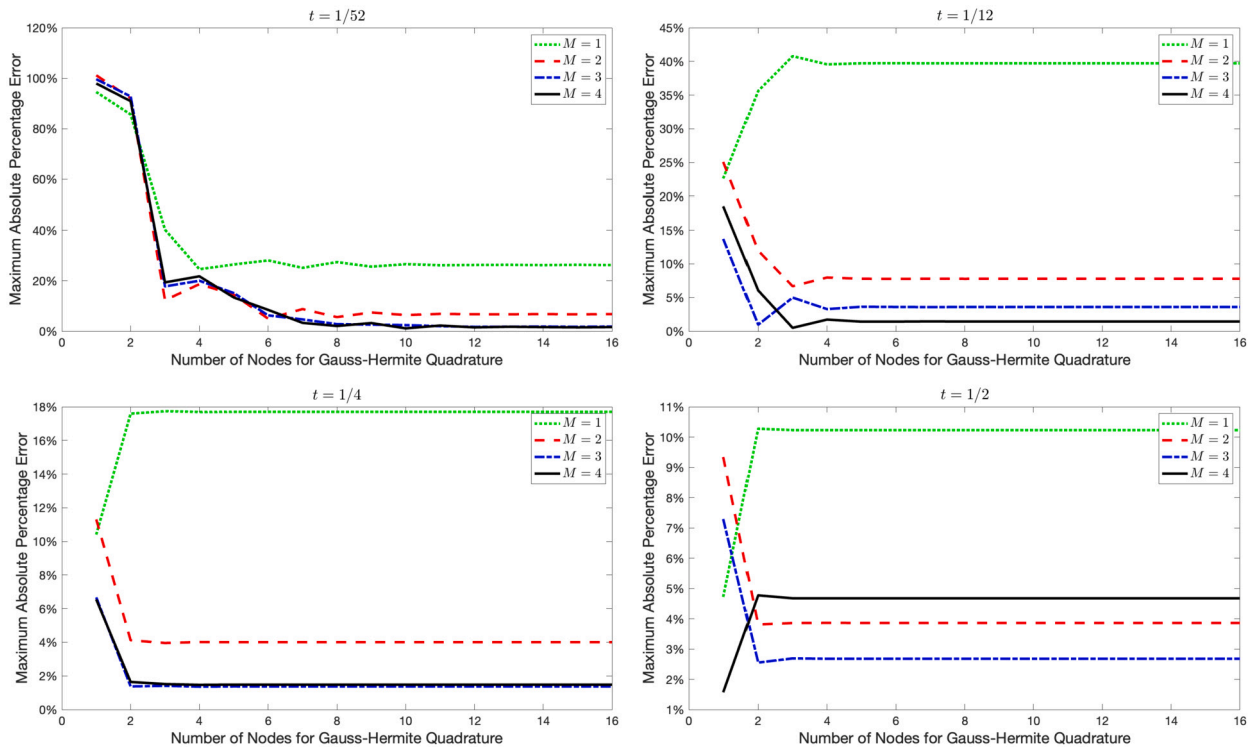 t = 1/52
120%
100%
80%
60%
40%
20%
0%
Maximum Absolute Percentage Error
M = 1
M = 2
M = 3
M = 4
0 2 4 6 8 10 12 14 16
Number of Nodes for Gauss-Hermite Quadrature
t = 1/12
45%
40%
35%
30%
25%
20%
15%
10%
5%
0%
Maximum Absolute Percentage Error
M = 1
M = 2
M = 3
M = 4
0 2 4 6 8 10 12 14 16
Number of Nodes for Gauss-Hermite Quadrature
t = 1/4
18%
16%
14%
12%
10%
8%
6%
4%
2%
0%
Maximum Absolute Percentage Error
M = 1
M = 2
M = 3
M = 4
0 2 4 6 8 10 12 14 16
Number of Nodes for Gauss-Hermite Quadrature
t = 1/2
11%
10%
9%
8%
7%
6%
5%
4%
3%
2%
1%
Maximum Absolute Percentage Error
M = 1
M = 2
M = 3
M = 4
0 2 4 6 8 10 12 14 16
Number of Nodes for Gauss-Hermite Quadrature